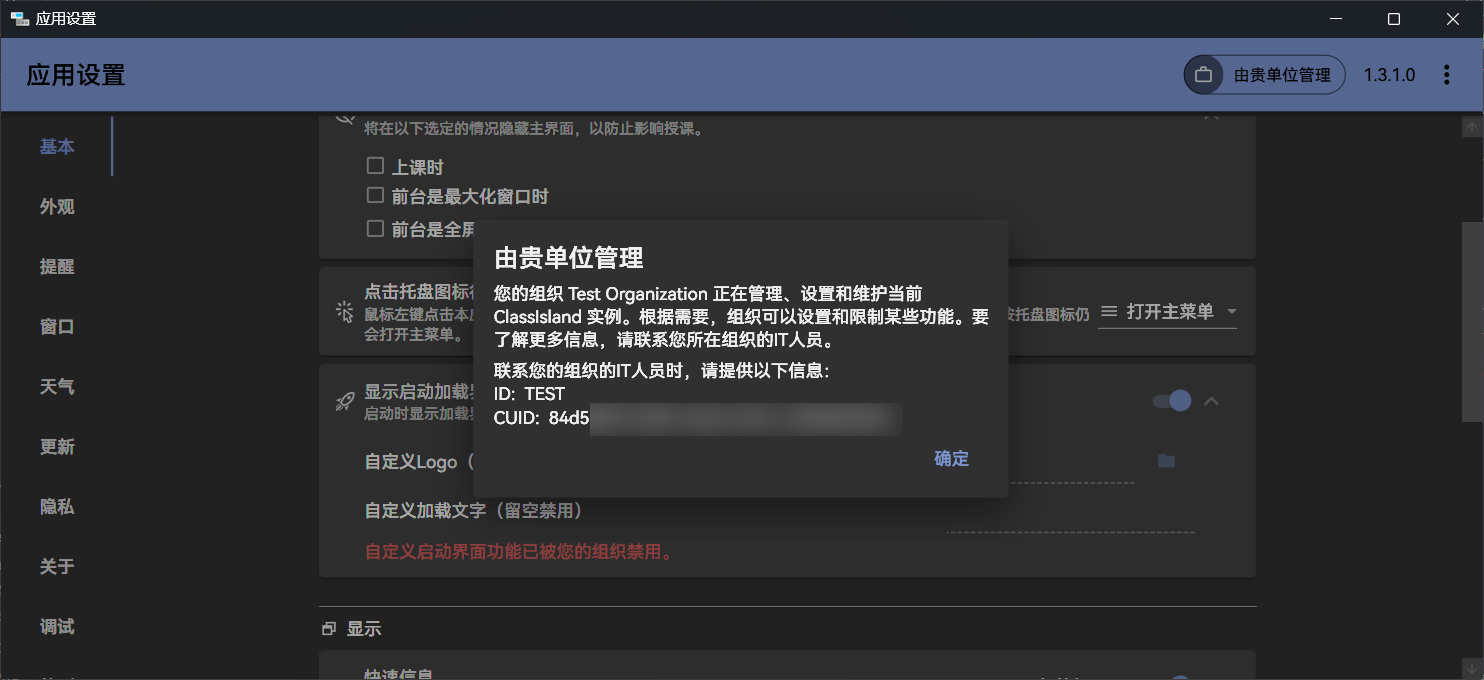 应用设置
应用设置
由贵单位管理
1.3.1.0
基本
外观
提醒
窗口
天气
更新
隐私
关于
调试
将在以下选定的情况隐藏主界面，以防止影响授课。
上课时
前台是最大化窗口时
前台是全屏
点击托盘图标
鼠标左键点击本
会打开主菜单。
托盘图标仍
打开主菜单
显示启动加载
启动时显示加载
自定义Logo（
自定义加载文字（留空禁用）
自定义启动界面功能已被您的组织禁用。
显示
快速信息
由贵单位管理
您的组织 Test Organization 正在管理、设置和维护当前
ClassIsland 实例。根据需要，组织可以设置和限制某些功能。要
了解更多信息，请联系您所在组织的IT人员。
联系您的组织的IT人员时，请提供以下信息：
ID: TEST
CUID: 84d5
确定